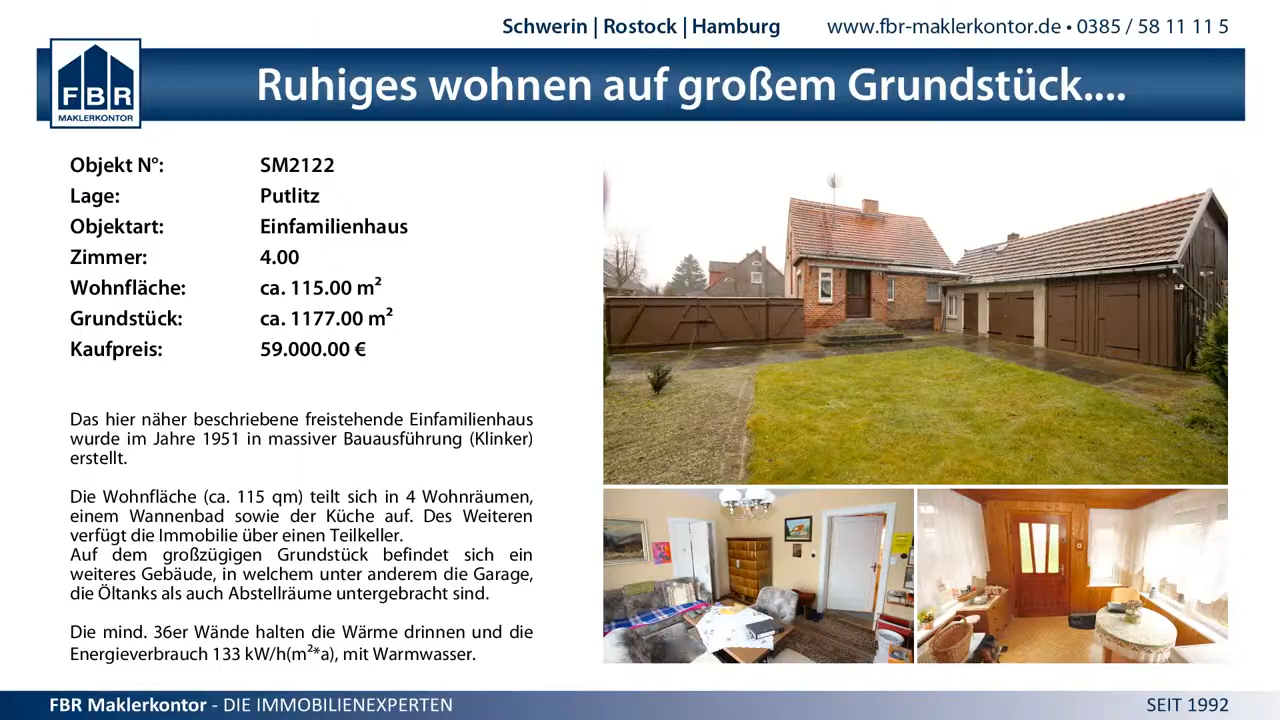 Schwerin | Rostock | Hamburg www.fbr-maklerkontor.de • 0385 / 58 11 11 5
FBR
MAKLERKONTOR
Ruhiges wohnen auf großem Grundstück....
Objekt N°: SM2122
Lage: Putlitz
Objektart: Einfamilienhaus
Zimmer: 4.00
Wohnfläche: ca. 115.00 m²
Grundstück: ca. 1177.00 m²
Kaufpreis: 59.000.00 €
Das hier näher beschriebene freistehende Einfamilienhaus
wurde im Jahre 1951 in massiver Bauausführung (Klinker)
erstellt.
Die Wohnfläche (ca. 115 qm) teilt sich in 4 Wohnräumen,
einem Wannenbad sowie der Küche auf. Des Weiteren
verfügt die Immobilie über einen Teilkeller.
Auf dem großzügigen Grundstück befindet sich ein
weiteres Gebäude, in welchem unter anderem die Garage,
die Öltanks als auch Abstellräume untergebracht sind.
Die mind. 36er Wände halten die Wärme drinnen und die
Energieverbrauch 133 kW/h(m²*a), mit Warmwasser.
FBR Maklerkontor - DIE IMMOBILIENEXPERTEN SEIT 1992